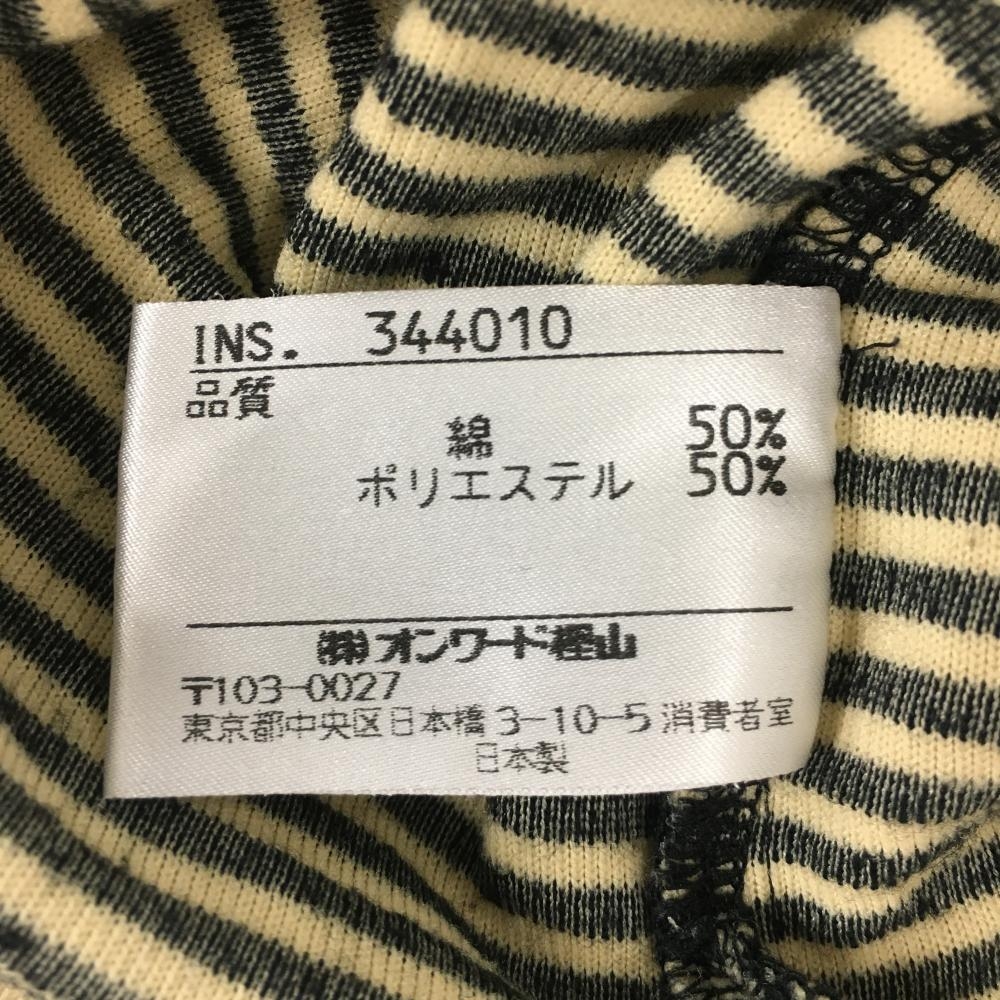 INS. 344010
品質
綿 50%
ポリエステル 50%
㈱オンワード樫山
〒103-0027
東京都中央区日本橋3-10-5消費者室
日本製